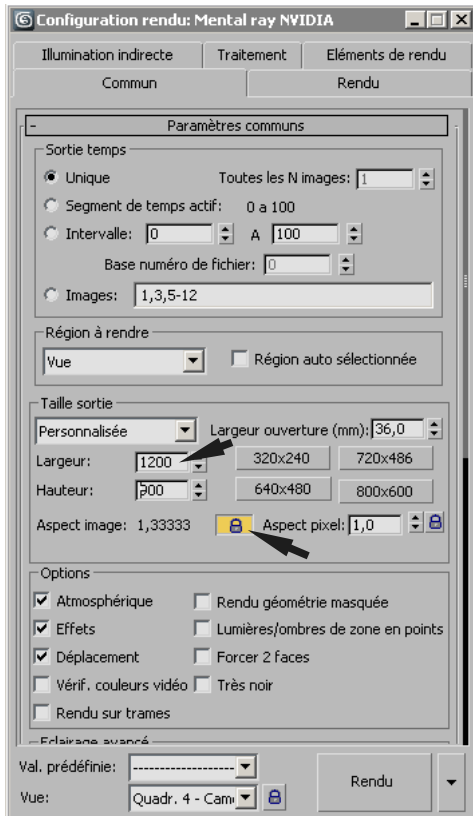 Configuration rendu: Mental ray NVIDIA
Illumination indirecte Traitement Eléments de rendu
Commun Rendu
- Paramètres communs
Sortie temps
Unique Toutes les N images: 1
Segment de temps actif: 0 a 100
Intervalle: 0 A 100
Base numéro de fichier: 0
Images: 1,3,5-12
Région à rendre
Vue Région auto sélectionnée
Taille sortie
Personnalisée Largeur ouverture (mm): 36,0
Largeur: 1200 320x240 720x486
Hauteur: 900 640x480 800x600
Aspect image: 1,33333 Aspect pixel: 1,0
Options
Atmosphérique Rendu géométrie masquée
Effets Lumières/ombres de zone en points
Déplacement Forcer 2 faces
Vérif. couleurs vidéo Très noir
Rendu sur trames
Eclairage avancé
Val. prédéfinie: -------------------
Vue: Quadr. 4 - Cam Rendu